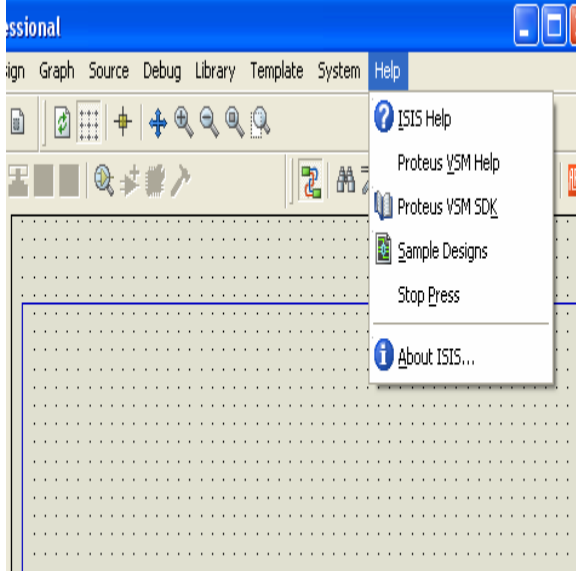 essional
sign Graph Source Debug Library Template System Help
ISIS Help
Proteus VSM Help
Proteus VSM SDK
Sample Designs
Stop Press
About ISIS...